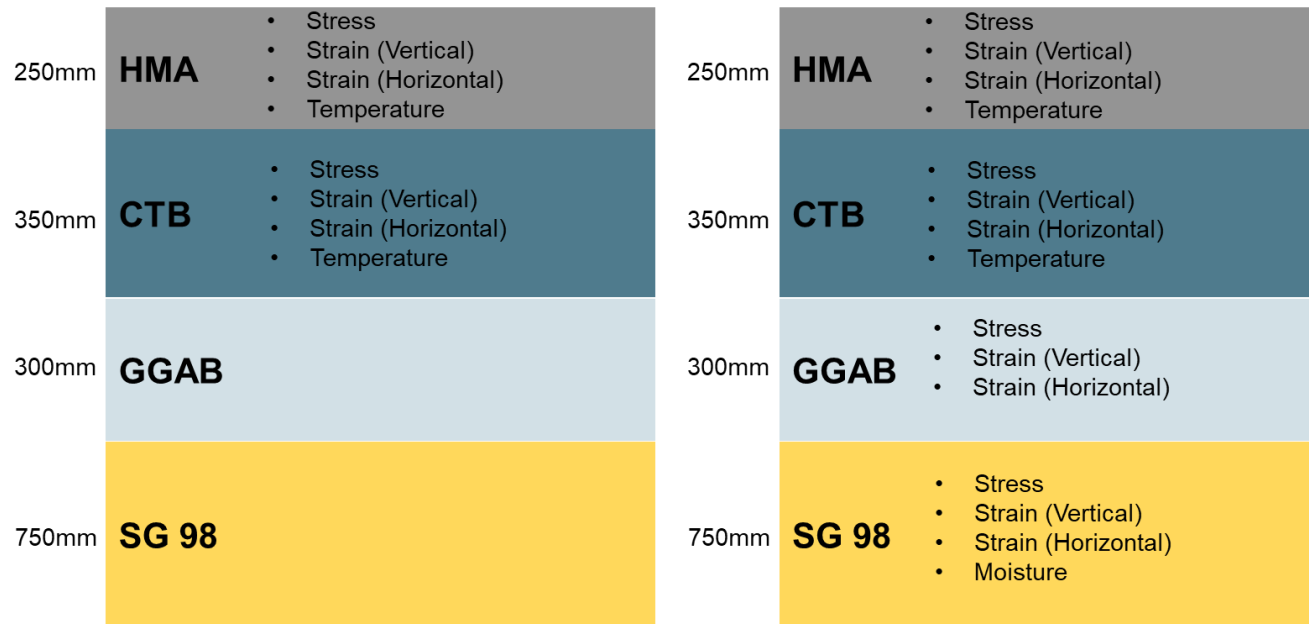 250mm
HMA
• Stress
• Strain (Vertical)
• Strain (Horizontal)
• Temperature
350mm
CTB
• Stress
• Strain (Vertical)
• Strain (Horizontal)
• Temperature
300mm
GGAB
750mm
SG 98
250mm
HMA
• Stress
• Strain (Vertical)
• Strain (Horizontal)
• Temperature
350mm
CTB
• Stress
• Strain (Vertical)
• Strain (Horizontal)
• Temperature
300mm
GGAB
• Stress
• Strain (Vertical)
• Strain (Horizontal)
750mm
SG 98
• Stress
• Strain (Vertical)
• Strain (Horizontal)
• Moisture